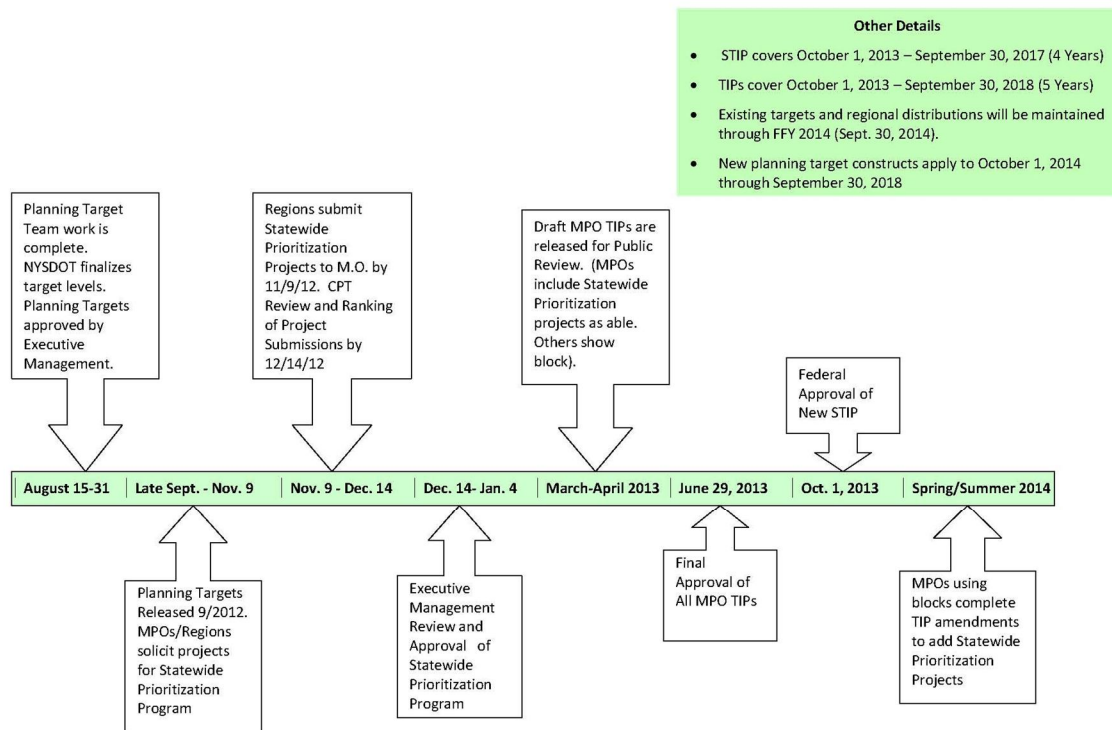 Other Details
• STIP covers October 1, 2013 – September 30, 2017 (4 Years)
• TIPs cover October 1, 2013 – September 30, 2018 (5 Years)
• Existing targets and regional distributions will be maintained
through FFY 2014 (Sept. 30, 2014).
• New planning target constructs apply to October 1, 2014
through September 30, 2018
Planning Target
Team work is
complete.
NYSDOT finalizes
target levels.
Planning Targets
approved by
Executive
Management.
Regions submit
Statewide
Prioritization
Projects to M.O. by
11/9/12. CPT
Review and Ranking
of Project
Submissions by
12/14/12
Draft MPO TIPs are
released for Public
Review. (MPOs
include Statewide
Prioritization
projects as able.
Others show
block).
Federal
Approval of
New STIP
August 15-31
Late Sept. - Nov. 9
Nov. 9 - Dec. 14
Dec. 14- Jan. 4
March-April 2013
June 29, 2013
Oct. 1, 2013
Spring/Summer 2014
Planning Targets
Released 9/2012.
MPOs/Regions
solicit projects
for Statewide
Prioritization
Program
Executive
Management
Review and
Approval of
Statewide
Prioritization
Program
Final
Approval of
All MPO TIPs
MPOs using
blocks complete
TIP amendments
to add Statewide
Prioritization
Projects